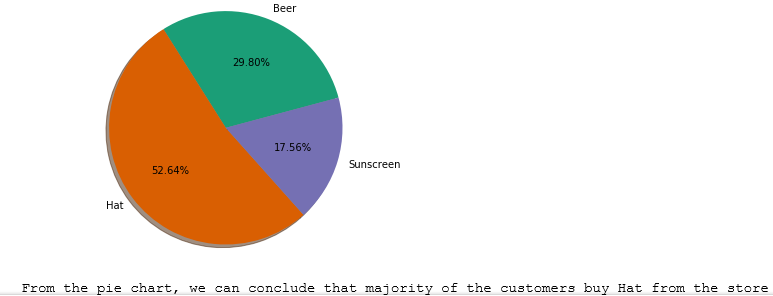 Beer
29.80%
17.56%
Sunscreen
52.64%
Hat
From the pie chart, we can conclude that majority of the customers buy Hat from the store